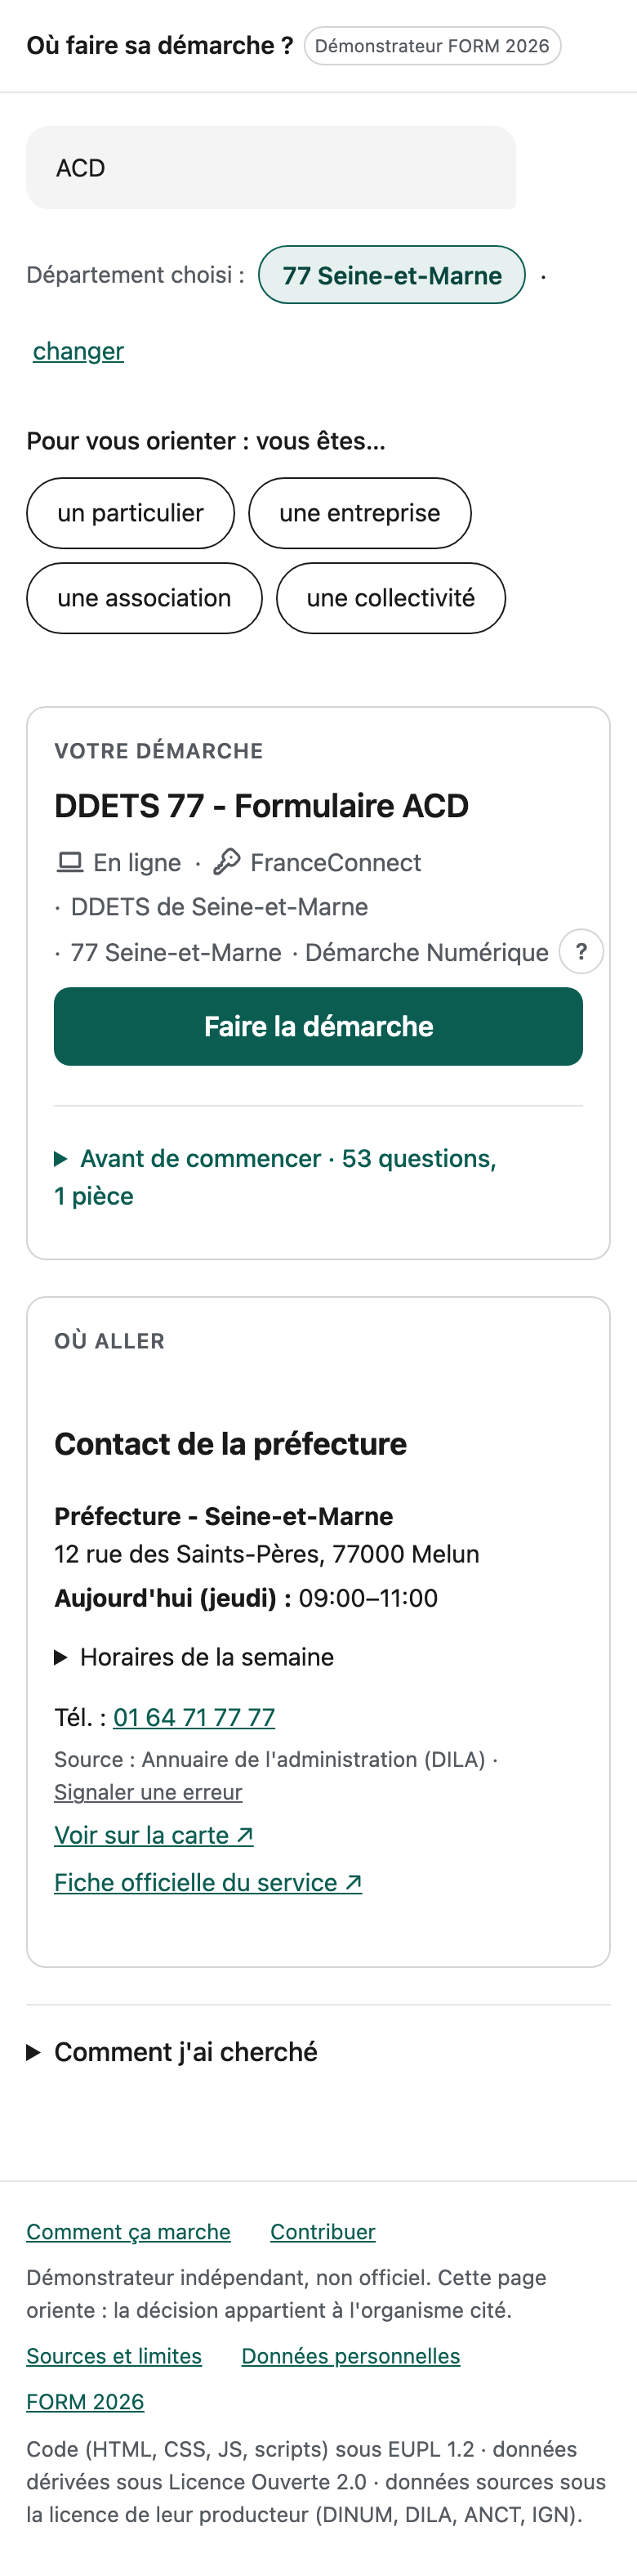 Où faire sa démarche ? Démonstrateur FORM 2026
ACD
Département choisi : 77 Seine-et-Marne ·
changer
Pour vous orienter : vous êtes…
un particulier une entreprise
une association une collectivité
VOTRE DÉMARCHE
DDETS 77 - Formulaire ACD
En ligne · FranceConnect
· DDETS de Seine-et-Marne
· 77 Seine-et-Marne · Démarche Numérique ?
Faire la démarche
▶ Avant de commencer · 53 questions,
1 pièce
OÙ ALLER
Contact de la préfecture
Préfecture - Seine-et-Marne
12 rue des Saints-Pères, 77000 Melun
Aujourd'hui (jeudi) : 09:00–11:00
▶ Horaires de la semaine
Tél. : 01 64 71 77 77
Source : Annuaire de l'administration (DILA) ·
Signaler une erreur
Voir sur la carte ↗
Fiche officielle du service ↗
▶ Comment j'ai cherché
Comment ça marche Contribuer
Démonstrateur indépendant, non officiel. Cette page
oriente : la décision appartient à l'organisme cité.
Sources et limites Données personnelles
FORM 2026
Code (HTML, CSS, JS, scripts) sous EUPL 1.2 · données
dérivées sous Licence Ouverte 2.0 · données sources sous
la licence de leur producteur (DINUM, DILA, ANCT, IGN).